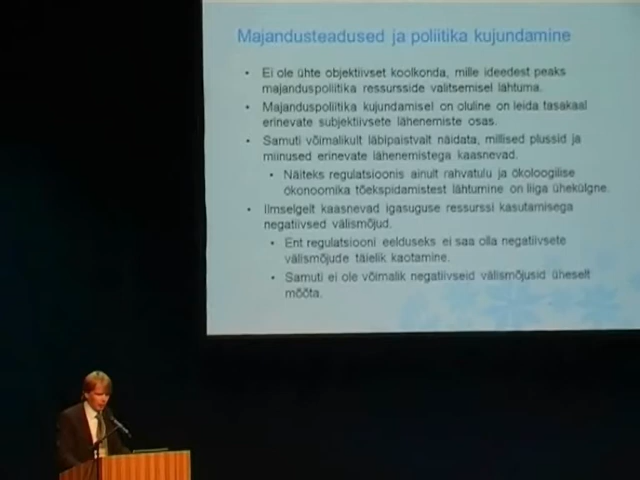 Majandusteadused ja poliitika kujundamine
• Ei ole ühte objektiivset koolkonda, mille ideedest peaks
majanduspoliitika ressursside valitsemisel lähtuma.
• Majanduspoliitika kujundamisel on oluline on leida tasakaal
erinevate subjektiivsete lähenemiste osas.
• Samuti võimalikult läbipaistvalt näidata, millised plussid ja
miinused erinevate lähenemistega kaasnevad.
• Näiteks regulatsioonis ainult rahvatulu ja ökoloogilise
ökonoomika tõekspidamistest lähtumine on liiga ühekülgne.
• Ilmselgelt kaasnevad igasuguse ressurssi kasutamisega
negatiivsed välismõjud.
• Ent regulatsiooni eelduseks ei saa olla negatiivsete
välismõjude täielik kaotamine.
• Samuti ei ole võimalik negatiivseid välismõjusid üheselt
mõõta.